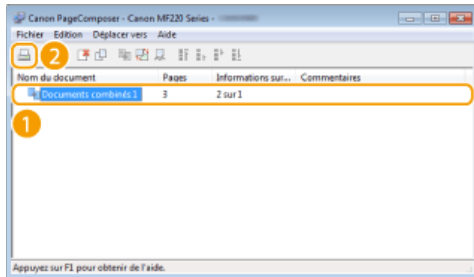 Canon PageComposer - Canon MF220 Series -
Fichier Edition Déplacer vers Aide
2
Nom du document Pages Informations sur... Commentaires
Documents combinés 1 3 2 sur 1
1
Appuyez sur F1 pour obtenir de l'aide.